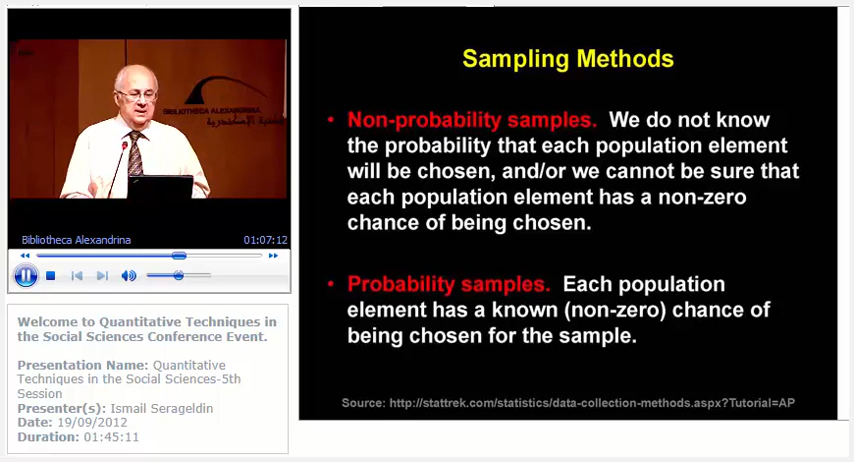 BIBLIOTHECA ALEXANDRINA
مكتبة الإسكندرية
Bibliotheca Alexandrina 01:07:12
Welcome to Quantitative Techniques in
the Social Sciences Conference Event.
Presentation Name: Quantitative
Techniques in the Social Sciences-5th
Session
Presenter(s): Ismail Serageldin
Date: 19/09/2012
Duration: 01:45:11
Sampling Methods
• Non-probability samples. We do not know
the probability that each population element
will be chosen, and/or we cannot be sure that
each population element has a non-zero
chance of being chosen.
• Probability samples. Each population
element has a known (non-zero) chance of
being chosen for the sample.
Source: http://stattrek.com/statistics/data-collection-methods.aspx?Tutorial=AP